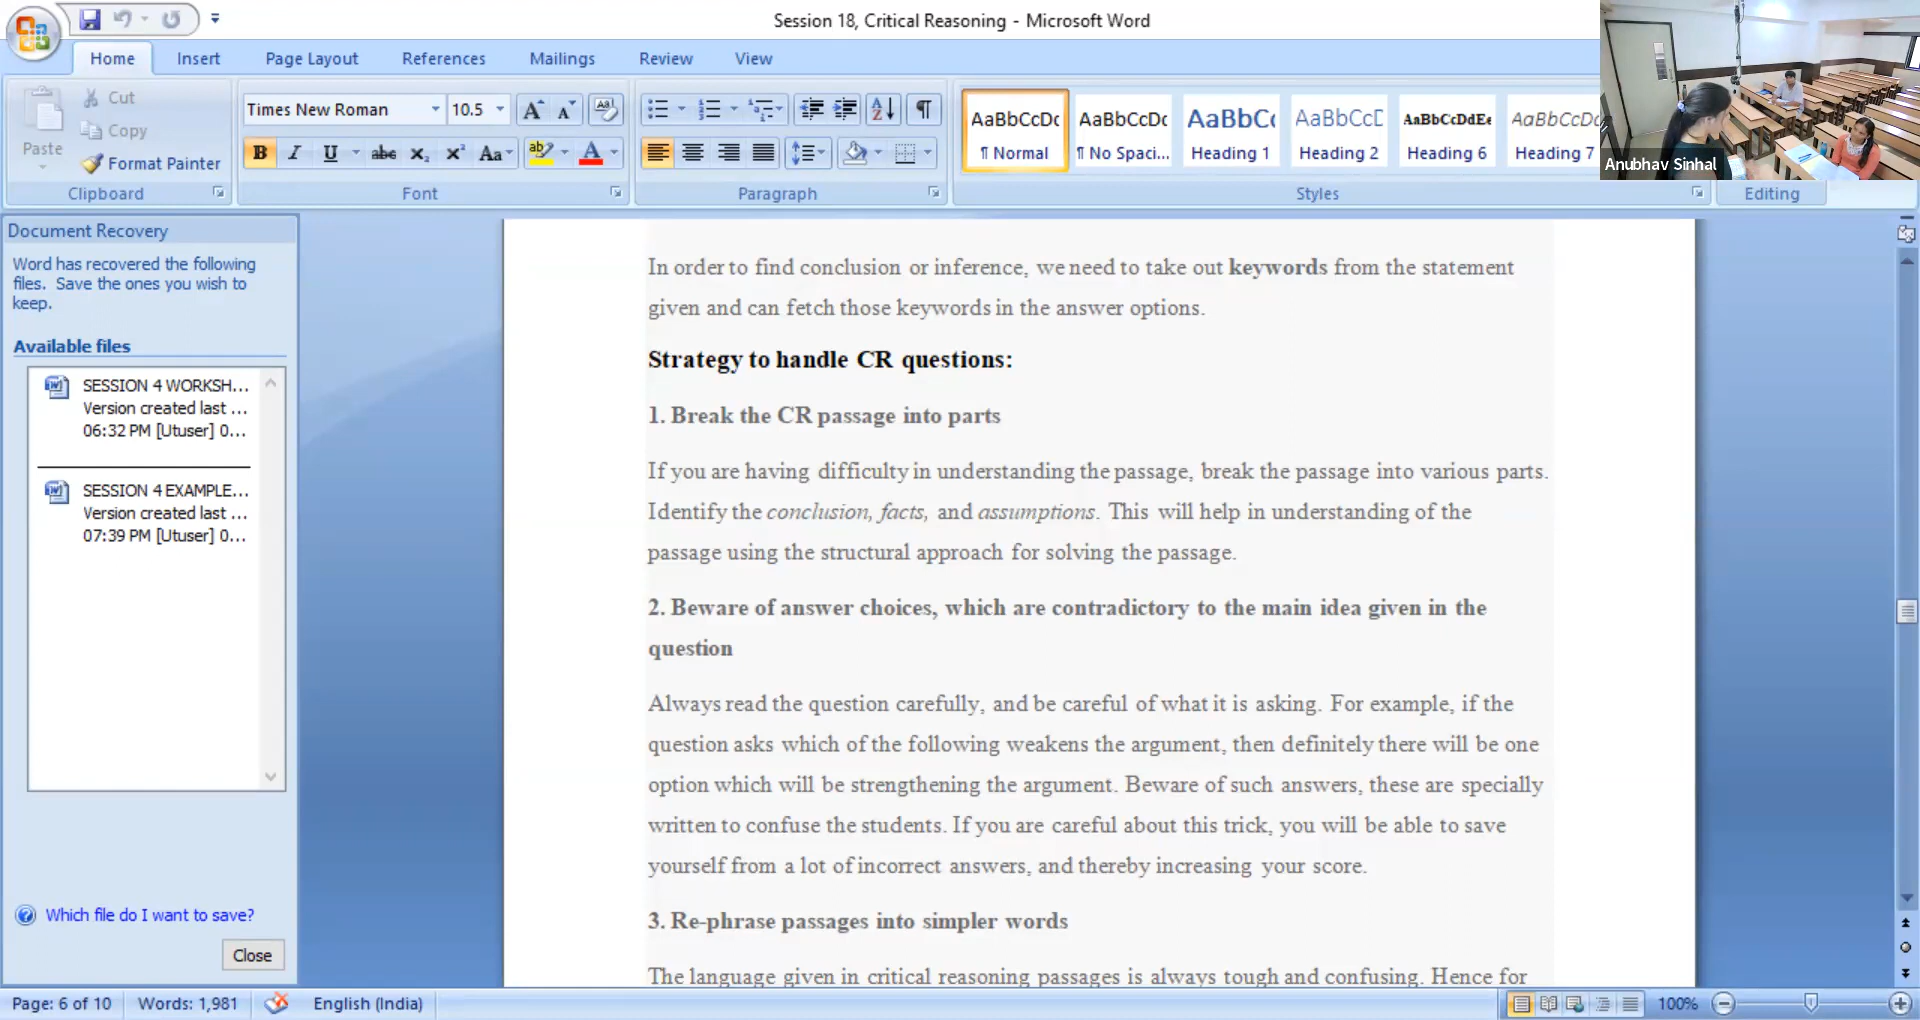 Session 18, Critical Reasoning - Microsoft Word
Home
Insert
Page Layout
References
Mailings
Review
View
Paste
Cut
Copy
Format Painter
Clipboard
Times New Roman
10.5
Font
Paragraph
AaBbCcDc
¶ Normal
AaBbCcDc
¶ No Spaci...
AaBbC
Heading 1
AaBbCcD
Heading 2
AaBbCcDdEe
Heading 6
AaBbCcDc
Heading 7
Styles
Editing
Anubhav Sinhal
Document Recovery
Word has recovered the following
files. Save the ones you wish to
keep.
Available files
SESSION 4 WORKSH...
Version created last ...
06:32 PM [Utuser] 0...
SESSION 4 EXAMPLE...
Version created last ...
07:39 PM [Utuser] 0...
Which file do I want to save?
Close
In order to find conclusion or inference, we need to take out keywords from the statement
given and can fetch those keywords in the answer options.
Strategy to handle CR questions:
1. Break the CR passage into parts
If you are having difficulty in understanding the passage, break the passage into various parts.
Identify the conclusion, facts, and assumptions. This will help in understanding of the
passage using the structural approach for solving the passage.
2. Beware of answer choices, which are contradictory to the main idea given in the
question
Always read the question carefully, and be careful of what it is asking. For example, if the
question asks which of the following weakens the argument, then definitely there will be one
option which will be strengthening the argument. Beware of such answers, these are specially
written to confuse the students. If you are careful about this trick, you will be able to save
yourself from a lot of incorrect answers, and thereby increasing your score.
3. Re-phrase passages into simpler words
The language given in critical reasoning passages is always tough and confusing. Hence for
Page: 6 of 10
Words: 1,981
English (India)
100%